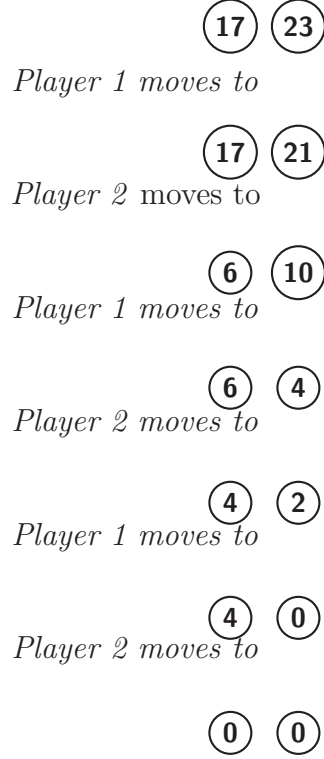 17 23
Player 1 moves to
17 21
Player 2 moves to
6 10
Player 1 moves to
6 4
Player 2 moves to
4 2
Player 1 moves to
4 0
Player 2 moves to
0 0